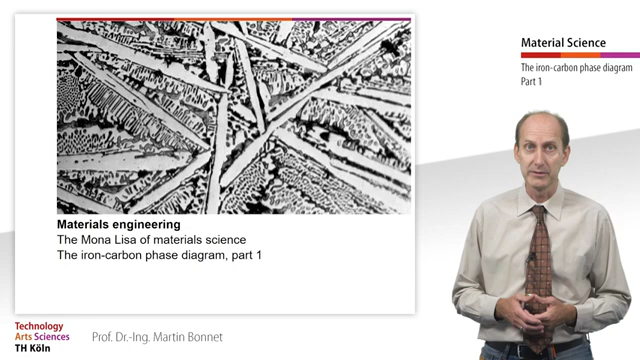 Material Science
The iron-carbon phase diagram
Part 1
Materials engineering
The Mona Lisa of materials science
The iron-carbon phase diagram, part 1
Technology
Arts Sciences
TH Köln
Prof. Dr.-Ing. Martin Bonnet